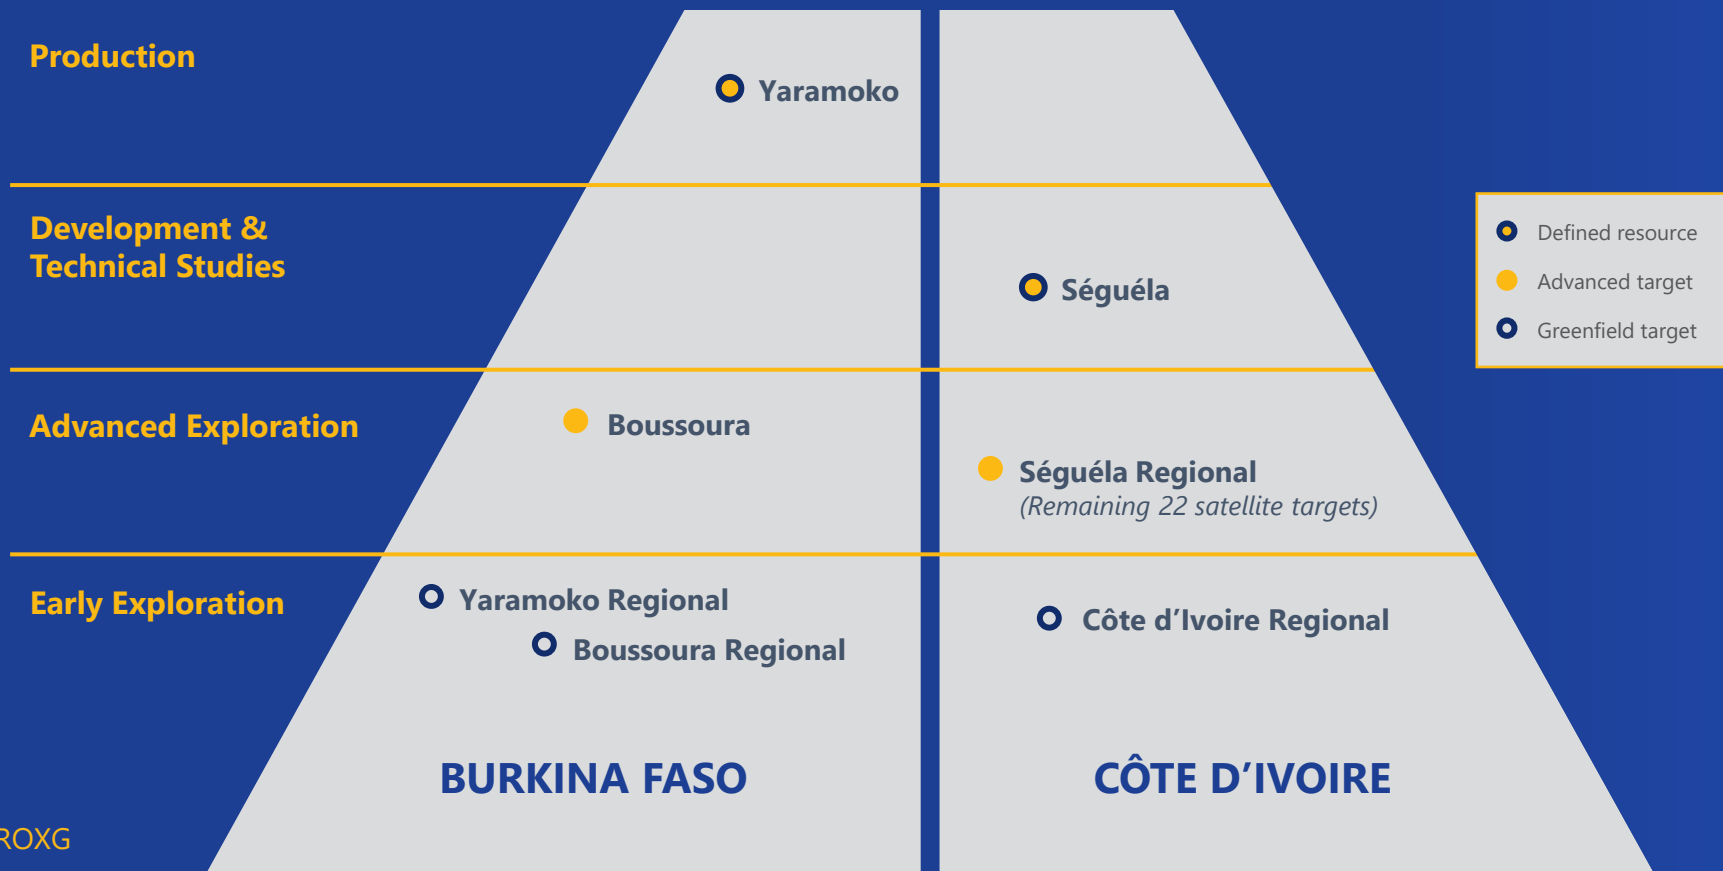 Production
Yaramoko
Development &
Technical Studies
Séguéla
Defined resource
Advanced target
Greenfield target
Advanced Exploration
Boussoura
Séguéla Regional
(Remaining 22 satellite targets)
Early Exploration
Yaramoko Regional
Boussoura Regional
Côte d’Ivoire Regional
BURKINA FASO
CÔTE D’IVOIRE
ROXG